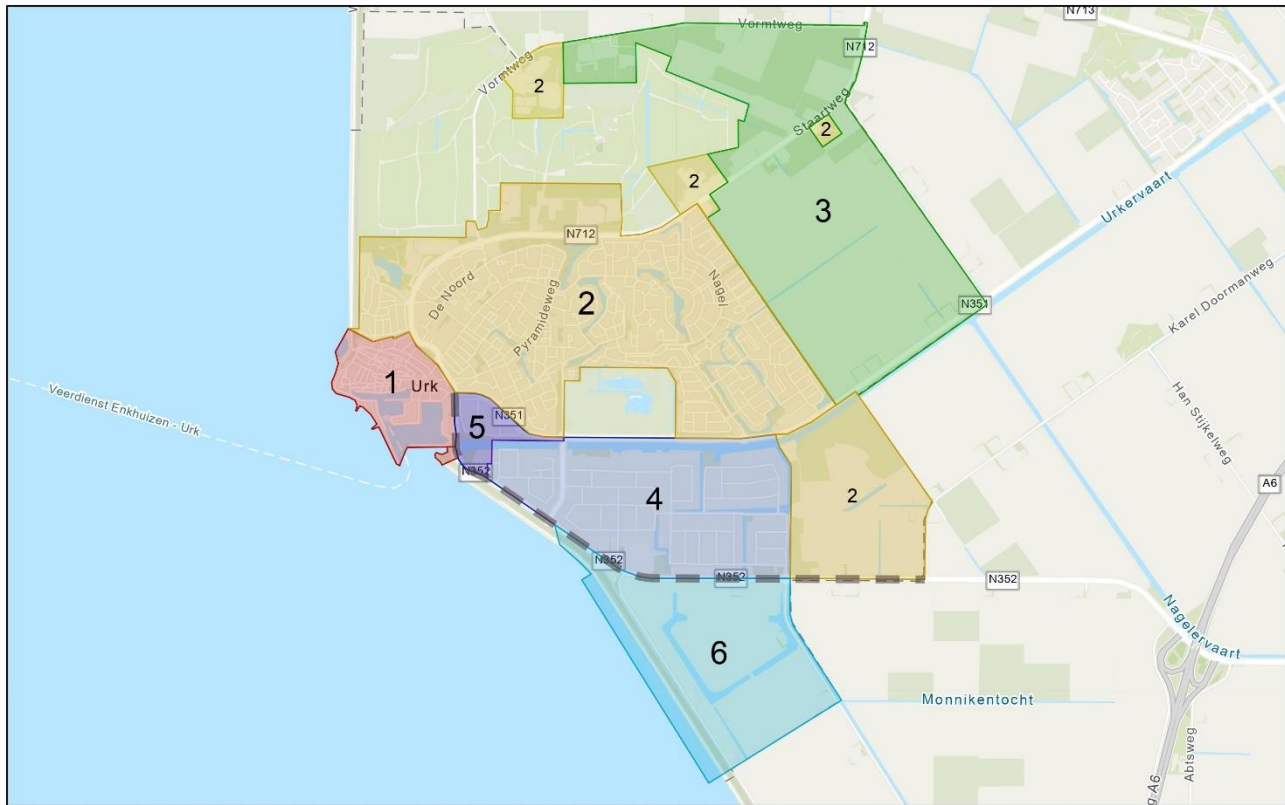 N713
Vormtweg
N712
Vormtweg
2
Staartweg
2
2
3
Urkervaart
N712
De Noord
Pyramideweg
2
Nagel
N351
Karel Doormanweg
1 Urk
Veerdienst Enkhuizen - Urk
5
N351
Han Stijkelweg
N352
4
2
A6
N352
N352
N352
Nagelervaart
6
Monnikentocht
Abtsweg
g A6